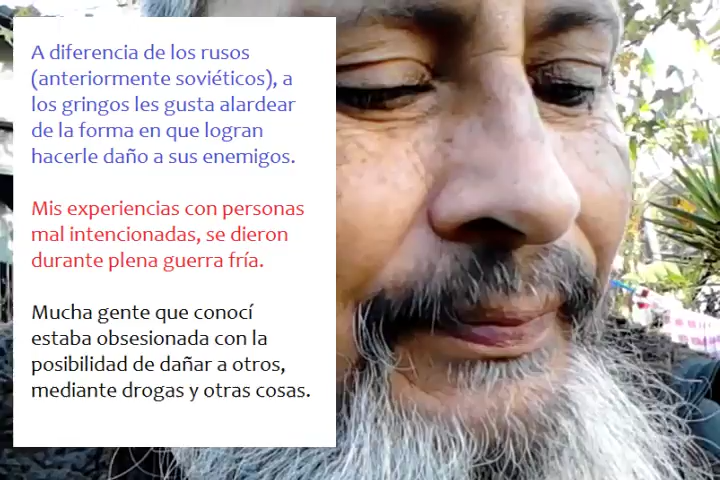 A diferencia de los rusos
(anteriormente soviéticos), a
los gringos les gusta alardear
de la forma en que logran
hacerle daño a sus enemigos.
Mis experiencias con personas
mal intencionadas, se dieron
durante plena guerra fría.
Mucha gente que conocí
estaba obsesionada con la
posibilidad de dañar a otros,
mediante drogas y otras cosas.